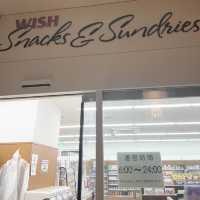 WISH
Snacks & Sundries
営業時間
6:00～24:00